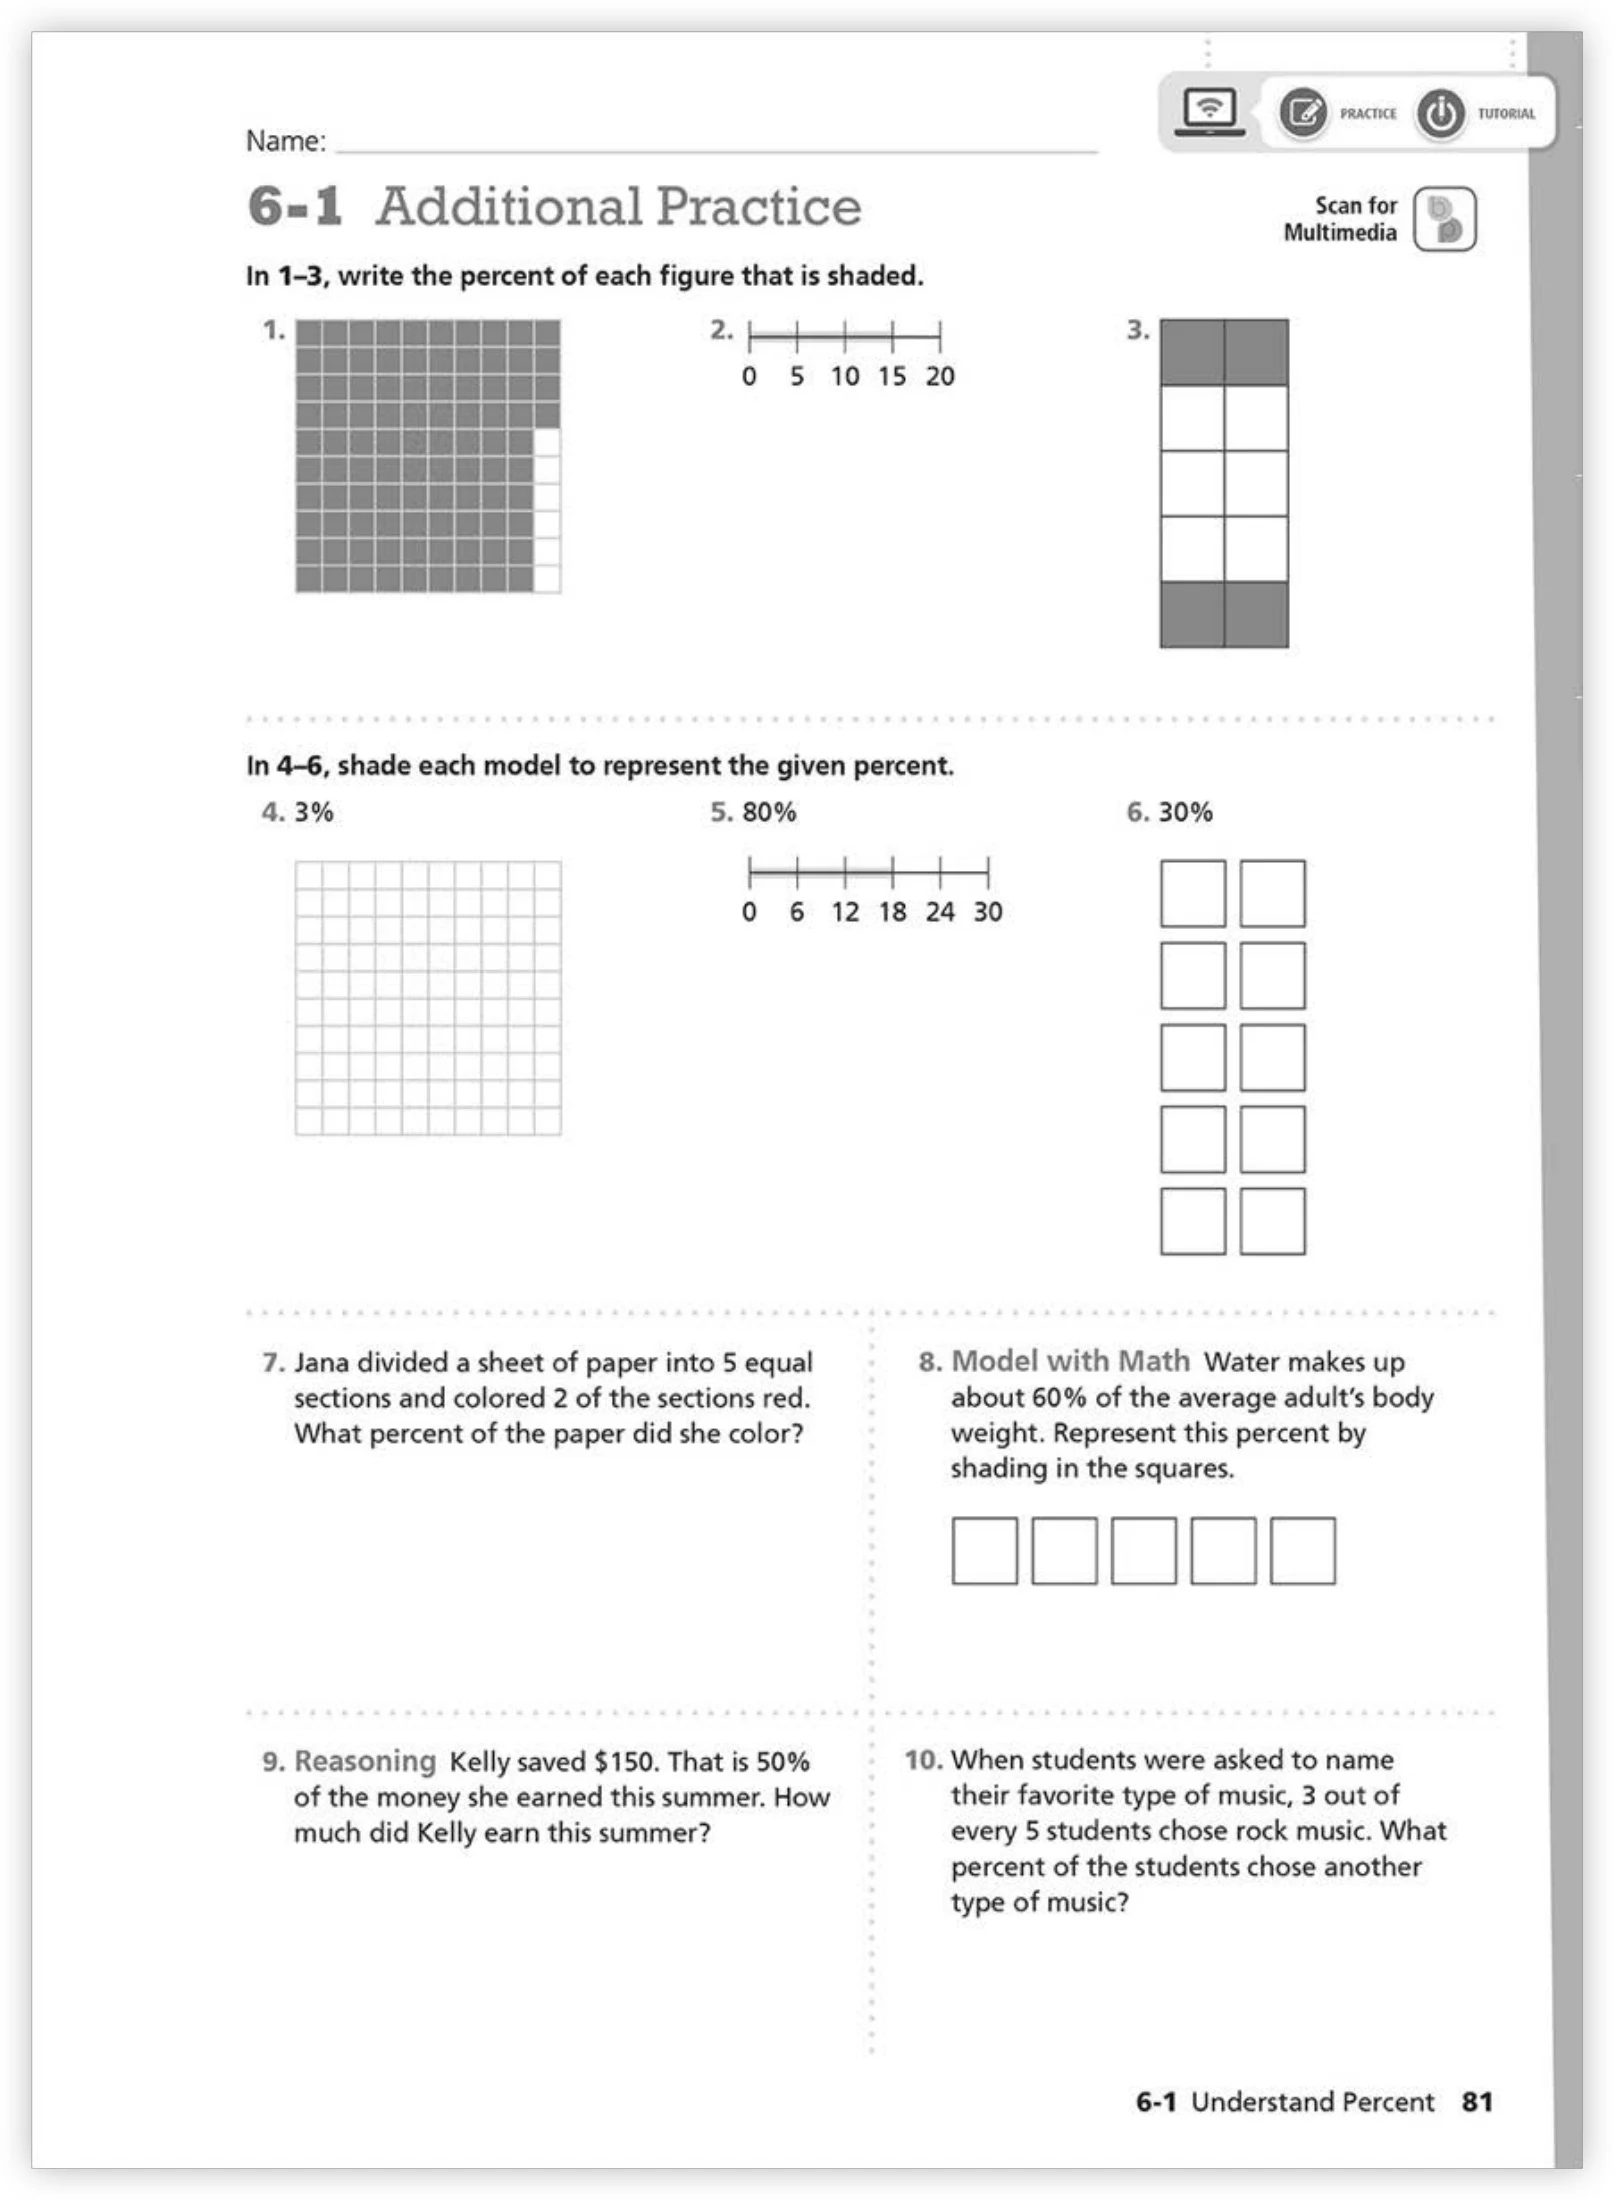 PRACTICE
TUTORIAL
Name:
6-1 Additional Practice
Scan for
Multimedia
In 1–3, write the percent of each figure that is shaded.
1.
2.
0 5 10 15 20
3.
In 4–6, shade each model to represent the given percent.
4. 3%
5. 80%
0 6 12 18 24 30
6. 30%
7. Jana divided a sheet of paper into 5 equal
sections and colored 2 of the sections red.
What percent of the paper did she color?
8. Model with Math Water makes up
about 60% of the average adult's body
weight. Represent this percent by
shading in the squares.
9. Reasoning Kelly saved $150. That is 50%
of the money she earned this summer. How
much did Kelly earn this summer?
10. When students were asked to name
their favorite type of music, 3 out of
every 5 students chose rock music. What
percent of the students chose another
type of music?
6-1 Understand Percent 81